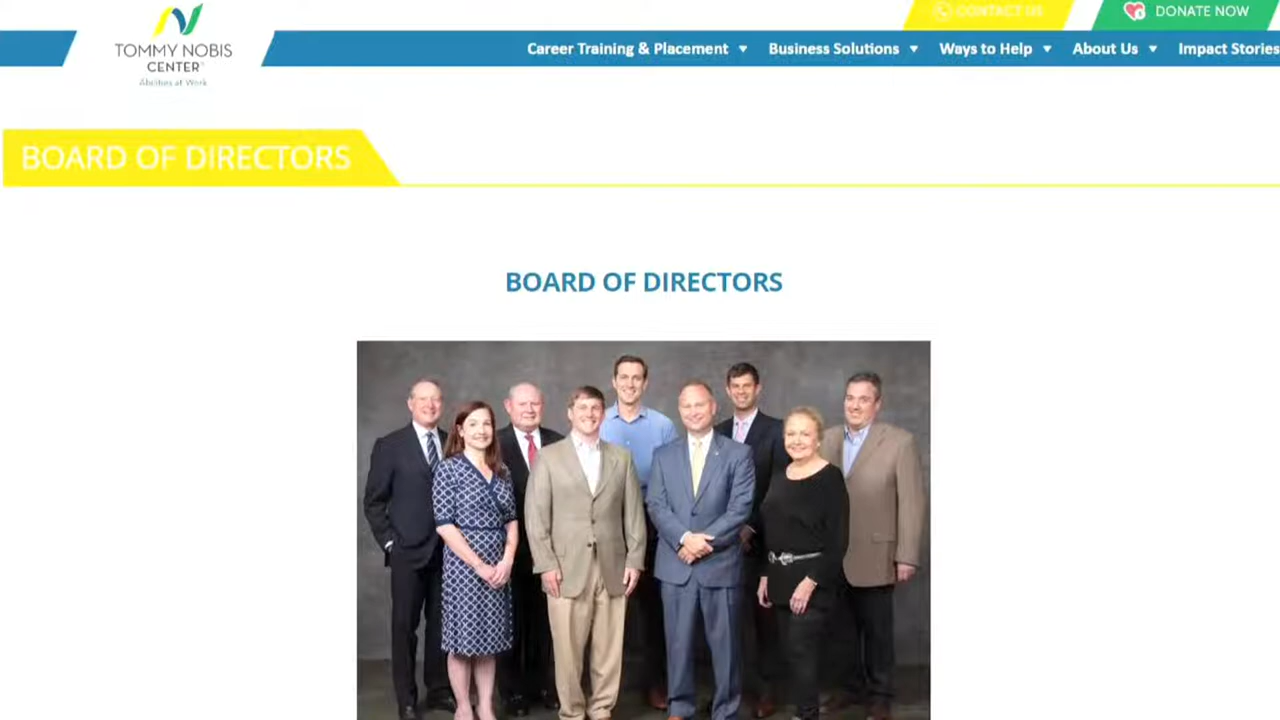 CONTACT US
DONATE NOW
TOMMY NOBIS
CENTER™
Abilities at Work
Career Training & Placement Business Solutions Ways to Help About Us Impact Stories
BOARD OF DIRECTORS
BOARD OF DIRECTORS